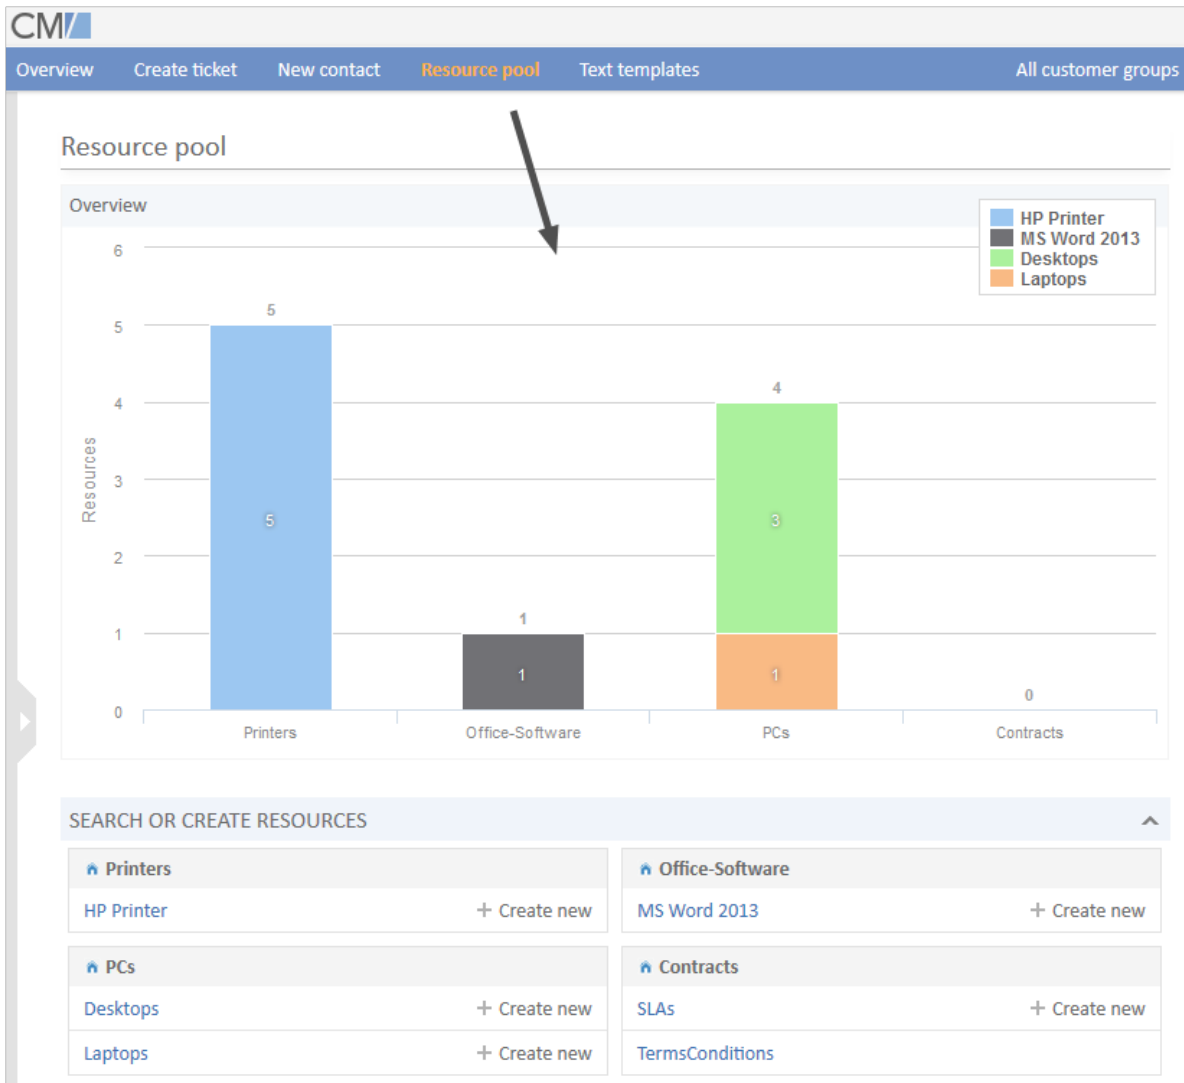 CM/
Overview Create ticket New contact Resource pool Text templates All customer groups
Resource pool
Overview
HP Printer
MS Word 2013
Desktops
Laptops
6
5
4
3
2
1
0
Resources
5
5
1
1
4
3
1
0
Printers Office-Software PCs Contracts
SEARCH OR CREATE RESOURCES
Printers
HP Printer + Create new
Office-Software
MS Word 2013 + Create new
PCs
Desktops + Create new
Laptops + Create new
Contracts
SLAs + Create new
TermsConditions